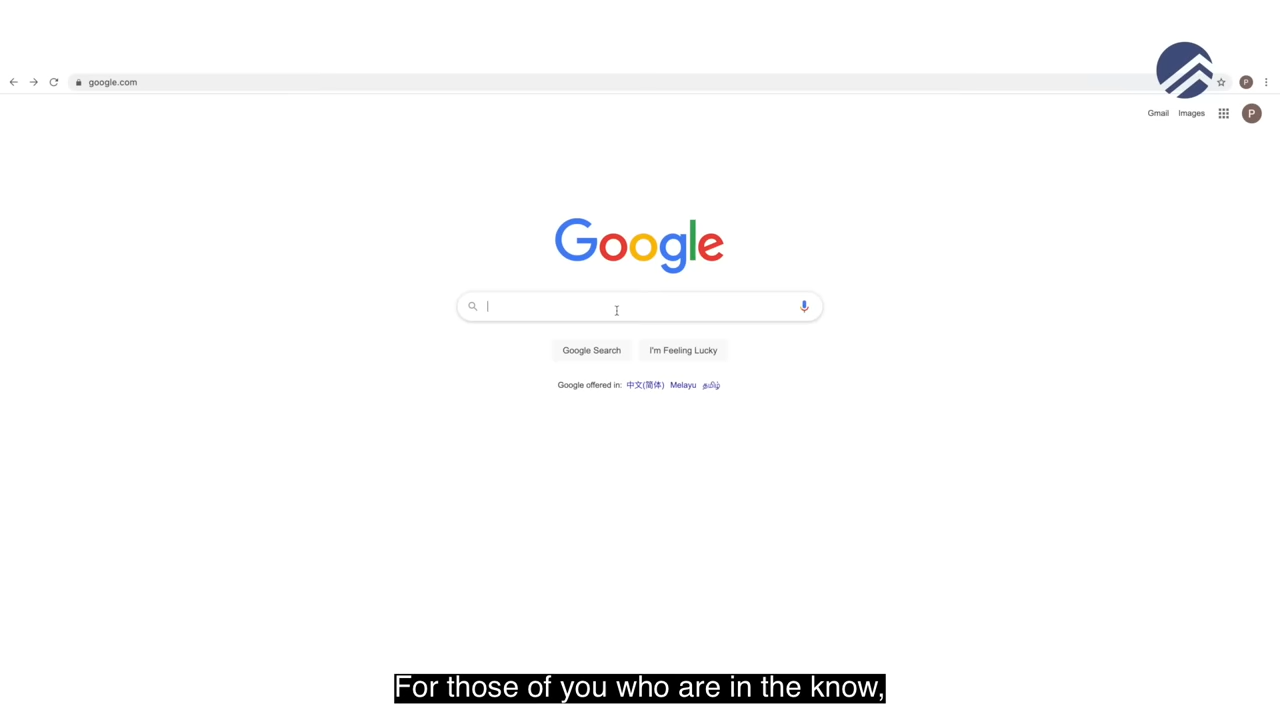 google.com
P
Gmail Images
P
Google
Google Search I'm Feeling Lucky
Google offered in: 中文(简体) Melayu தமிழ்
For those of you who are in the know,